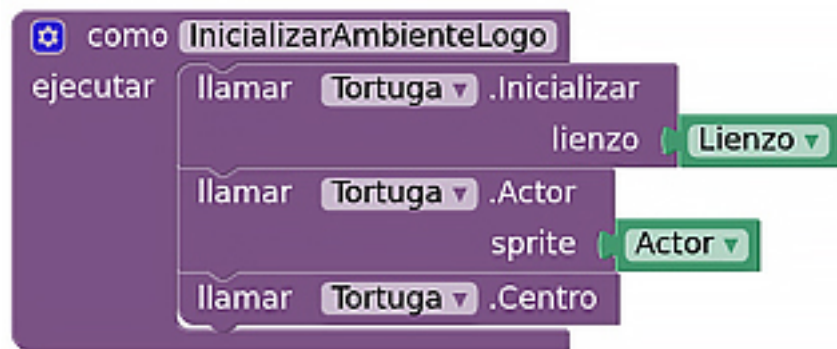 como InicializarAmbienteLogo
ejecutar llamar Tortuga .Inicializar
lienzo Lienzo
llamar Tortuga .Actor
sprite Actor
llamar Tortuga .Centro